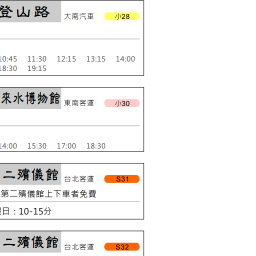 登山路 大南汽車 小28
10:45 11:30 12:15 13:15 14:00
18:30 19:15
來水博物館 東南客運 小30
14:00 15:30 17:00 18:30
二殯儀館 台北客運 S31
第二殯儀館上下車者免費
日：10-15分
二殯儀館 台北客運 S32